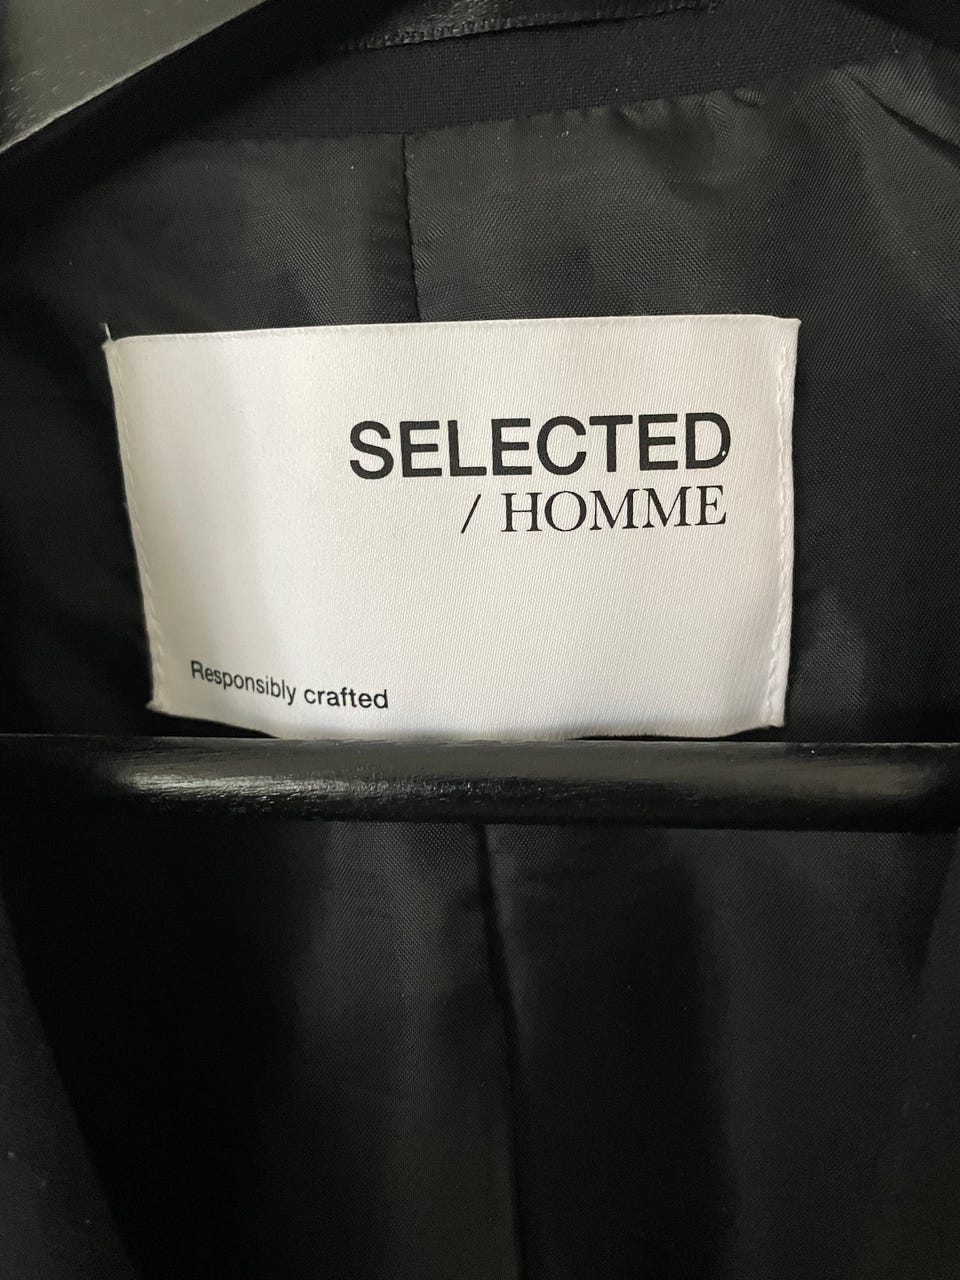 SELECTED
/ HOMME
Responsibly crafted